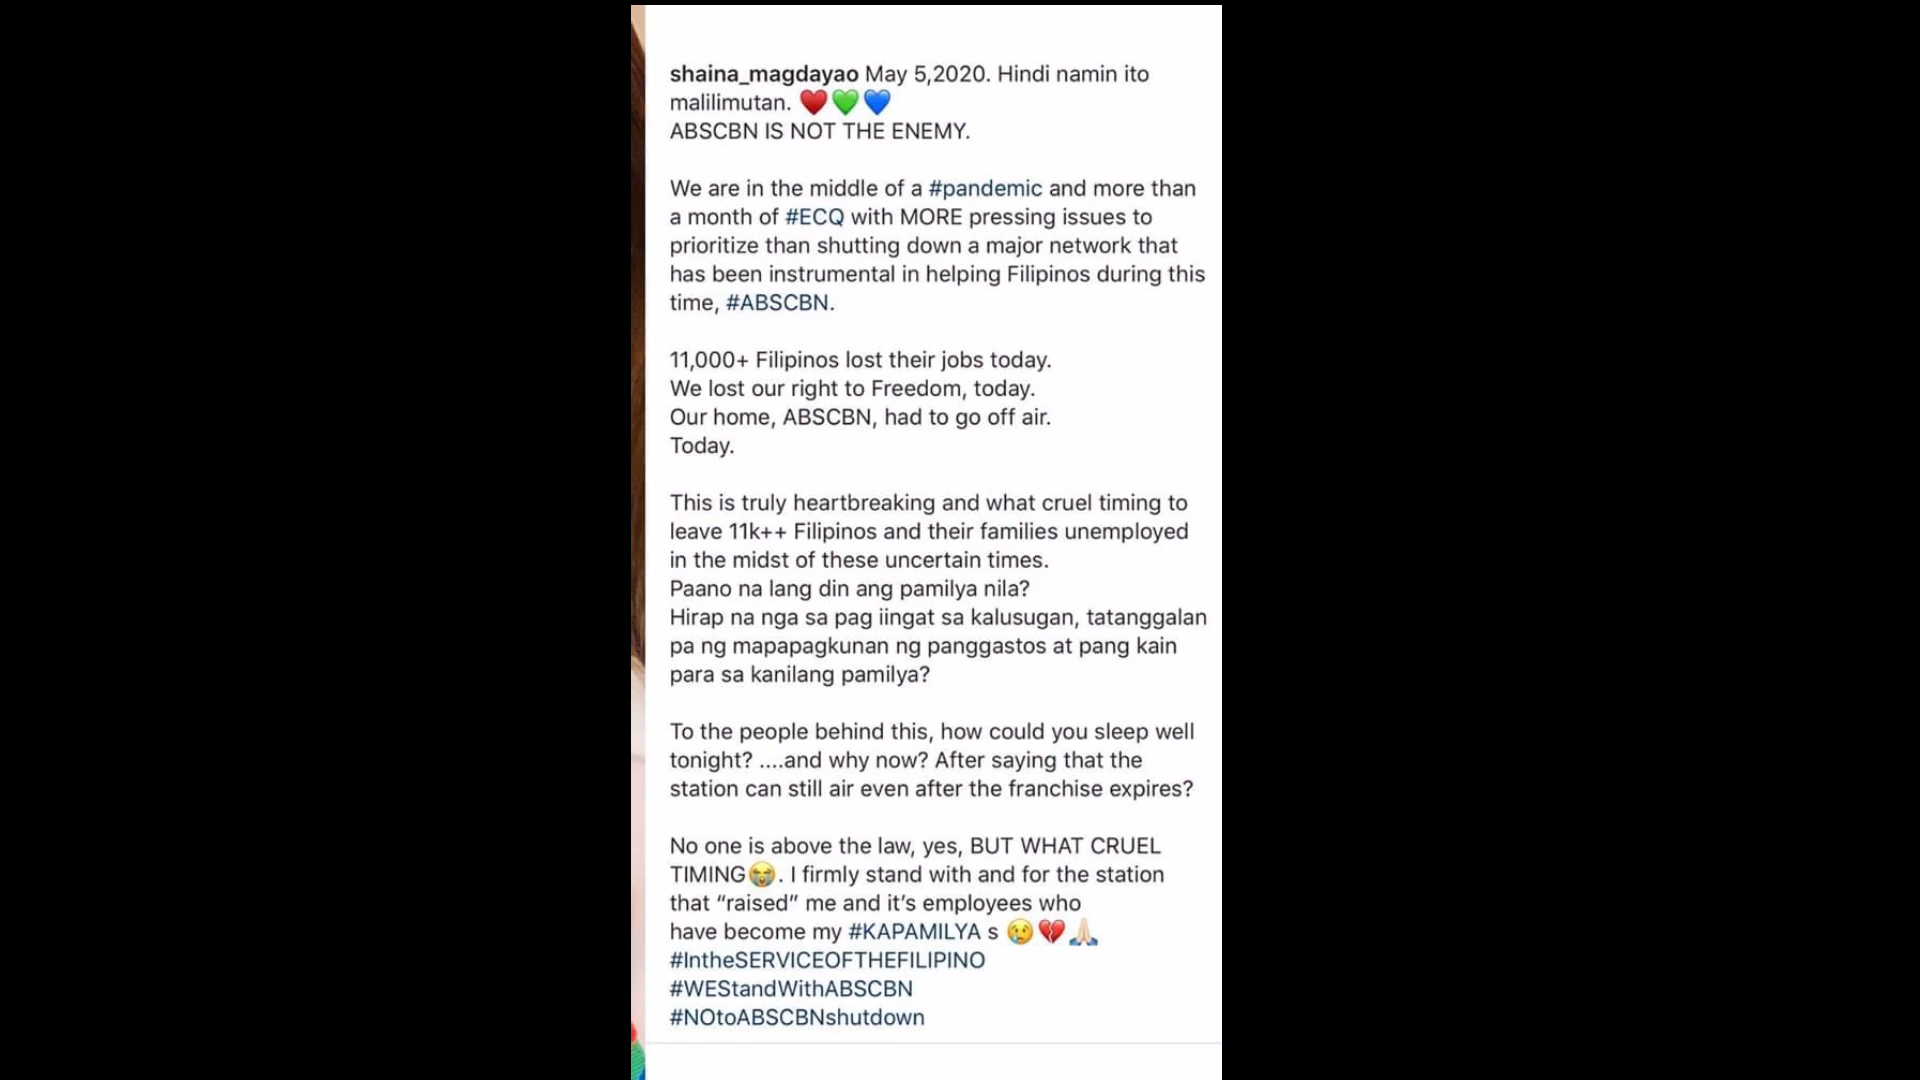 shaina_magdayao May 5,2020. Hindi namin ito
malilimutan. ❤️💚💙
ABSCBN IS NOT THE ENEMY.
We are in the middle of a #pandemic and more than
a month of #ECQ with MORE pressing issues to
prioritize than shutting down a major network that
has been instrumental in helping Filipinos during this
time, #ABSCBN.
11,000+ Filipinos lost their jobs today.
We lost our right to Freedom, today.
Our home, ABSCBN, had to go off air.
Today.
This is truly heartbreaking and what cruel timing to
leave 11k++ Filipinos and their families unemployed
in the midst of these uncertain times.
Paano na lang din ang pamilya nila?
Hirap na nga sa pag iingat sa kalusugan, tatanggalan
pa ng mapapagkunan ng panggastos at pang kain
para sa kanilang pamilya?
To the people behind this, how could you sleep well
tonight? ....and why now? After saying that the
station can still air even after the franchise expires?
No one is above the law, yes, BUT WHAT CRUEL
TIMING😭. I firmly stand with and for the station
that “raised” me and it’s employees who
have become my #KAPAMILYA s 😢💔🙏🏻
#IntheSERVICEOFTHEFILIPINO
#WEStandWithABSCBN
#NOtoABSCBNshutdown